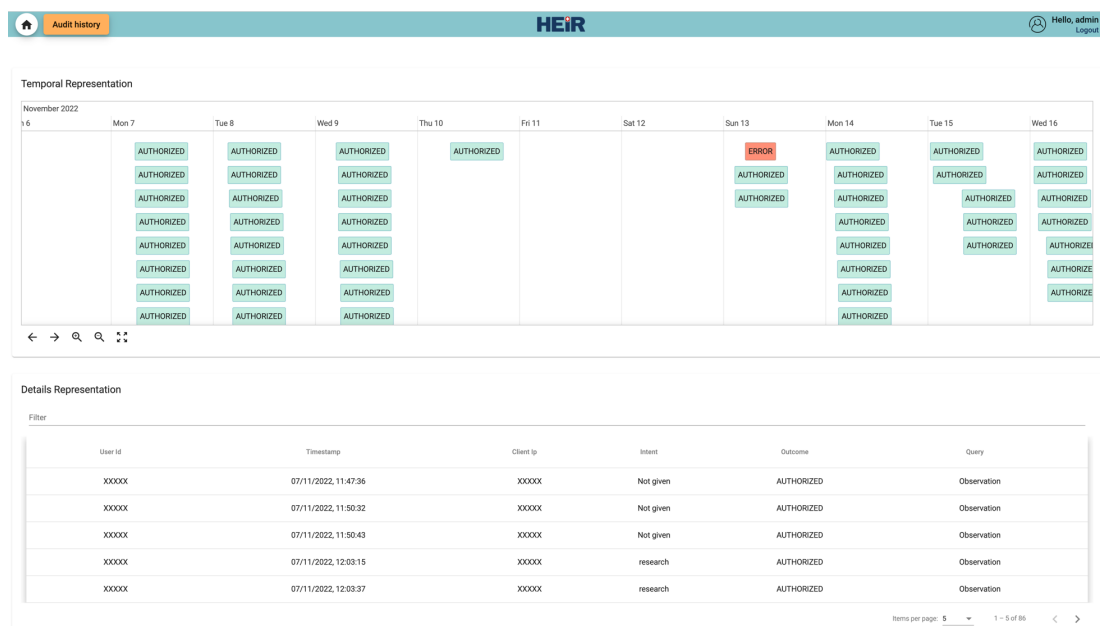 Audit history HEiR Hello, admin
Logout
Temporal Representation
November 2022
n 6 Mon 7 Tue 8 Wed 9 Thu 10 Fri 11 Sat 12 Sun 13 Mon 14 Tue 15 Wed 16
AUTHORIZED AUTHORIZED AUTHORIZED AUTHORIZED ERROR AUTHORIZED AUTHORIZED AUTHORIZED
AUTHORIZED AUTHORIZED AUTHORIZED AUTHORIZED AUTHORIZED AUTHORIZED AUTHORIZED
AUTHORIZED AUTHORIZED AUTHORIZED AUTHORIZED AUTHORIZED AUTHORIZED AUTHORIZED
AUTHORIZED AUTHORIZED AUTHORIZED AUTHORIZED AUTHORIZED AUTHORIZED
AUTHORIZED AUTHORIZED AUTHORIZED AUTHORIZED AUTHORIZED AUTHORIZEI
AUTHORIZED AUTHORIZED AUTHORIZED AUTHORIZED AUTHORIZE
AUTHORIZED AUTHORIZED AUTHORIZED AUTHORIZED AUTHORIZE
AUTHORIZED AUTHORIZED AUTHORIZED AUTHORIZED
Details Representation
Filter
User Id Timestamp Client Ip Intent Outcome Query
XXXXX 07/11/2022, 11:47:36 XXXXX Not given AUTHORIZED Observation
XXXXX 07/11/2022, 11:50:32 XXXXX Not given AUTHORIZED Observation
XXXXX 07/11/2022, 11:50:43 XXXXX Not given AUTHORIZED Observation
XXXXX 07/11/2022, 12:03:15 XXXXX research AUTHORIZED Observation
XXXXX 07/11/2022, 12:03:37 XXXXX research AUTHORIZED Observation
Items per page: 5 1 – 5 of 86